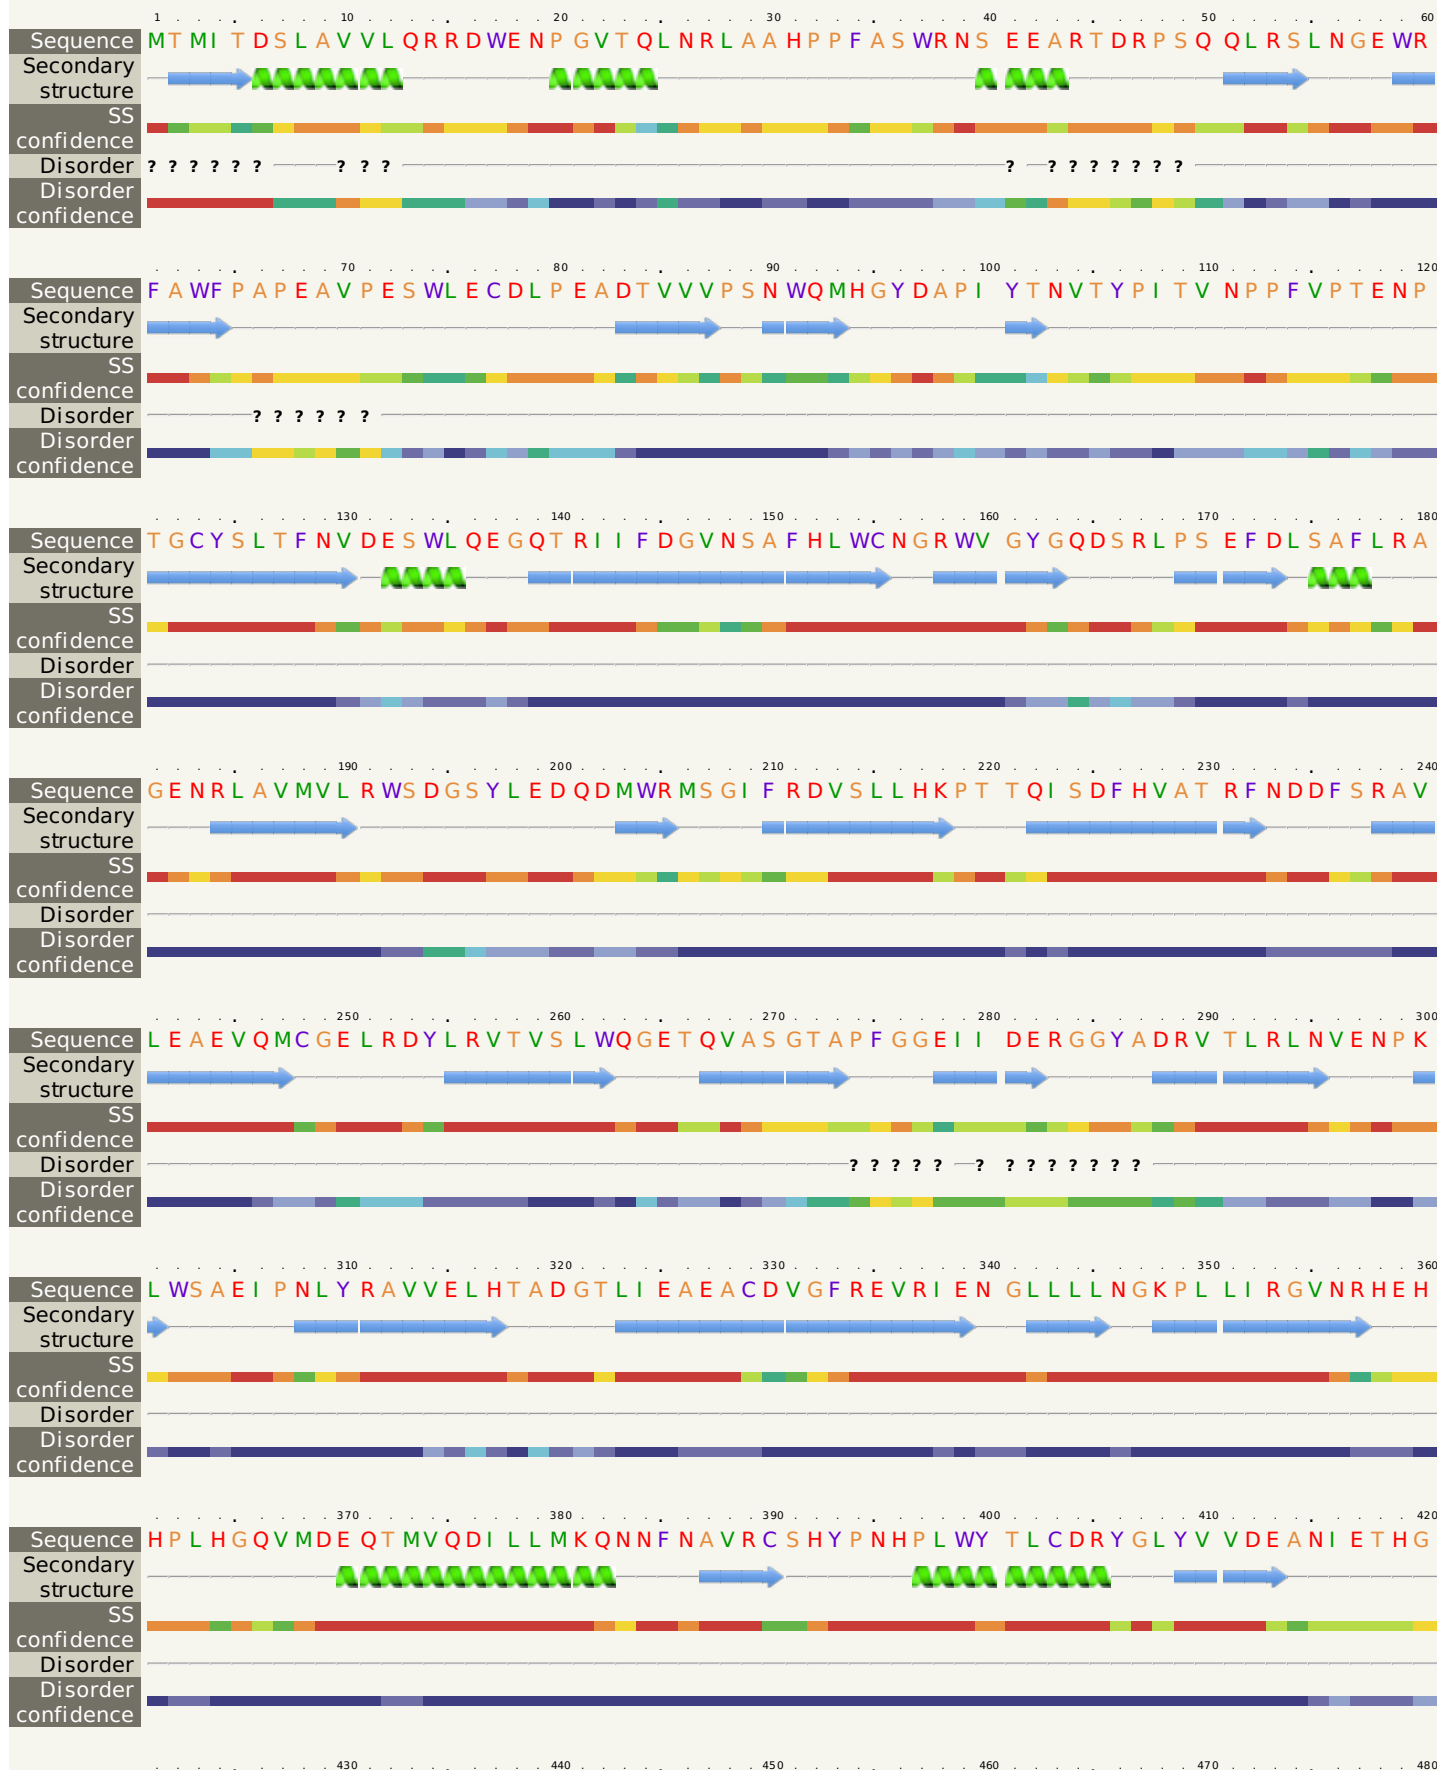 1 10 20 30 40 50 60
Sequence MTMITDSLAVVLQRRDWENPGVTQLNRLAAHPPFASWRNSEEARTDRPSQQLRSLNGEWR
Secondary
structure
SS
confidence
Disorder ? ? ? ? ? ? ? ? ? ? ? ? ? ? ? ? ?
Disorder
confidence
70 80 90 100 110 120
Sequence FAWFPAPEAVPESWLECDLPEADTVVVPSNWQMHGYDAPIYTNVTYPITVNPPFVPTENP
Secondary
structure
SS
confidence
Disorder ? ? ? ? ? ?
Disorder
confidence
130 140 150 160 170 180
Sequence TGCYSLTFNVDESWLQEGQTRIIFDGVNSAFHLWCNGRWVGYGQDSRLPSEFDLSAFLRA
Secondary
structure
SS
confidence
Disorder
Disorder
confidence
190 200 210 220 230 240
Sequence GENRLAVMVLRWSDGSYLEDQDMWRMSGIFRDVSLLHKPTTQISDFHVATRFNDDFSRAV
Secondary
structure
SS
confidence
Disorder
Disorder
confidence
250 260 270 280 290 300
Sequence LEAEVQMCGELRDYLRVTVSLWQGETQVASGTAPFGGEIIDERGGYADRVTLRLNVENPK
Secondary
structure
SS
confidence
Disorder ? ? ? ? ? ? ? ? ? ? ? ? ?
Disorder
confidence
310 320 330 340 350 360
Sequence LWSAEIPNLYRAVVELHTADGTLIEAEACDVGFREVRIENGLLLLNGKPLLIRGVNRHEH
Secondary
structure
SS
confidence
Disorder
Disorder
confidence
370 380 390 400 410 420
Sequence HPLHGQVMDEQTMVQDILLMKQNNFNAVRCSHYPNHPLWYTLCDRYGLYVVDEANIETHG
Secondary
structure
SS
confidence
Disorder
Disorder
confidence
430 440 450 460 470 480